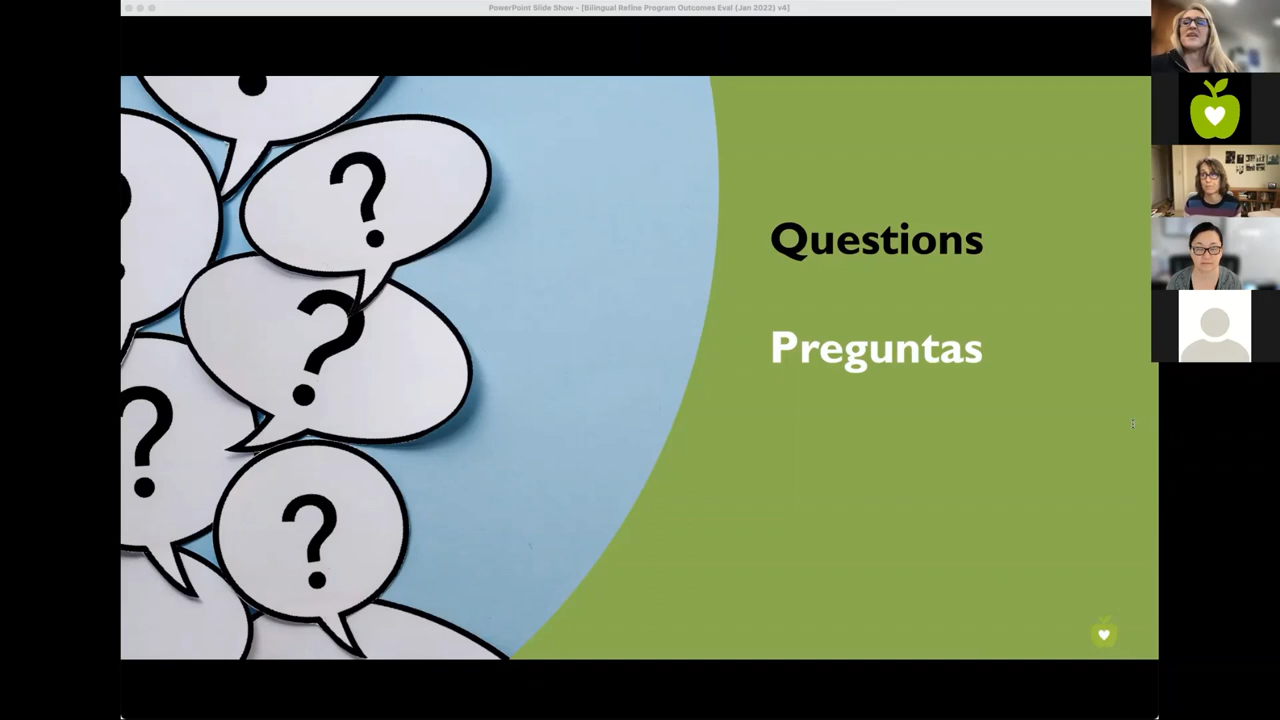 PowerPoint Slide Show - [Bilingual Refine Program Outcomes Eval (Jan 2022) v4]
?
?
?
?
Questions
Preguntas